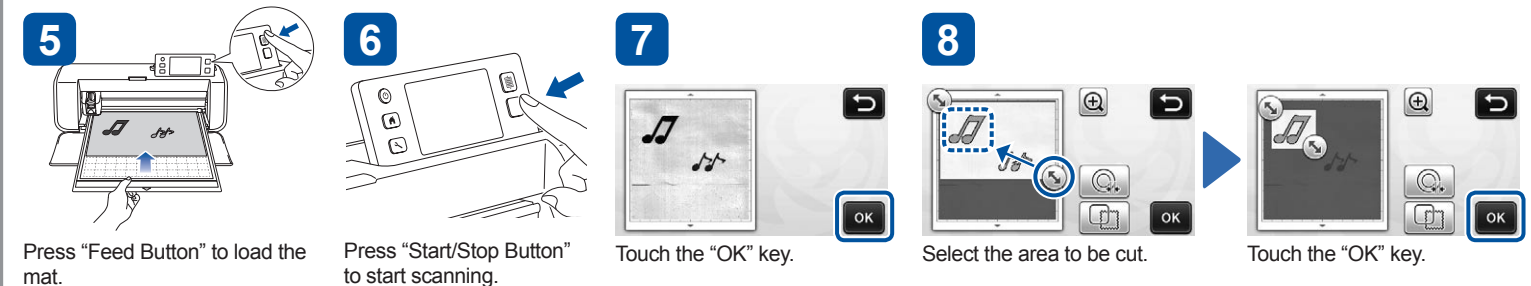 5
Press “Feed Button” to load the
mat.
6
Press “Start/Stop Button”
to start scanning.
7
OK
Touch the “OK” key.
8
OK
Select the area to be cut.
OK
Touch the “OK” key.